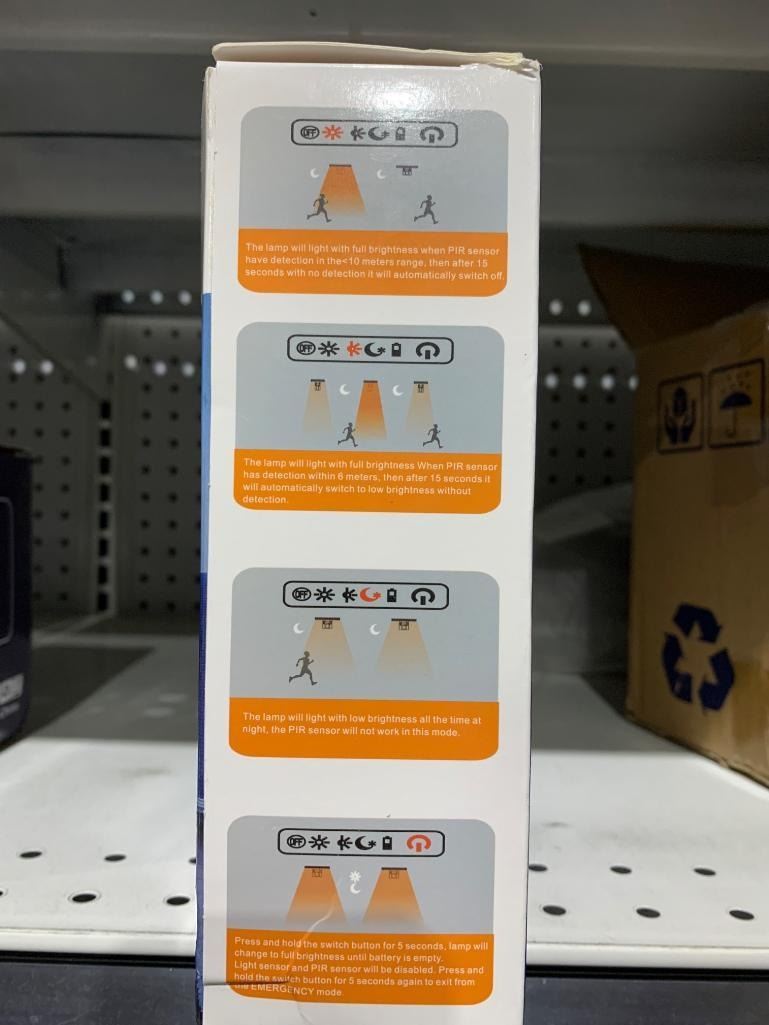 OFF
The lamp will light with full brightness when PIR sensor
have detection in the<10 meters range, then after 15
seconds with no detection it will automatically switch off.
OFF
The lamp will light with full brightness When PIR sensor
has detection within 6 meters, then after 15 seconds it
will automatically switch to low brightness without
detection.
OFF
The lamp will light with low brightness all the time at
night, the PIR sensor will not work in this mode.
OFF
Press and hold the switch button for 5 seconds, lamp will
change to full brightness until battery is empty.
Light sensor and PIR sensor will be disabled. Press and
hold the switch button for 5 seconds again to exit from
the EMERGENCY mode.